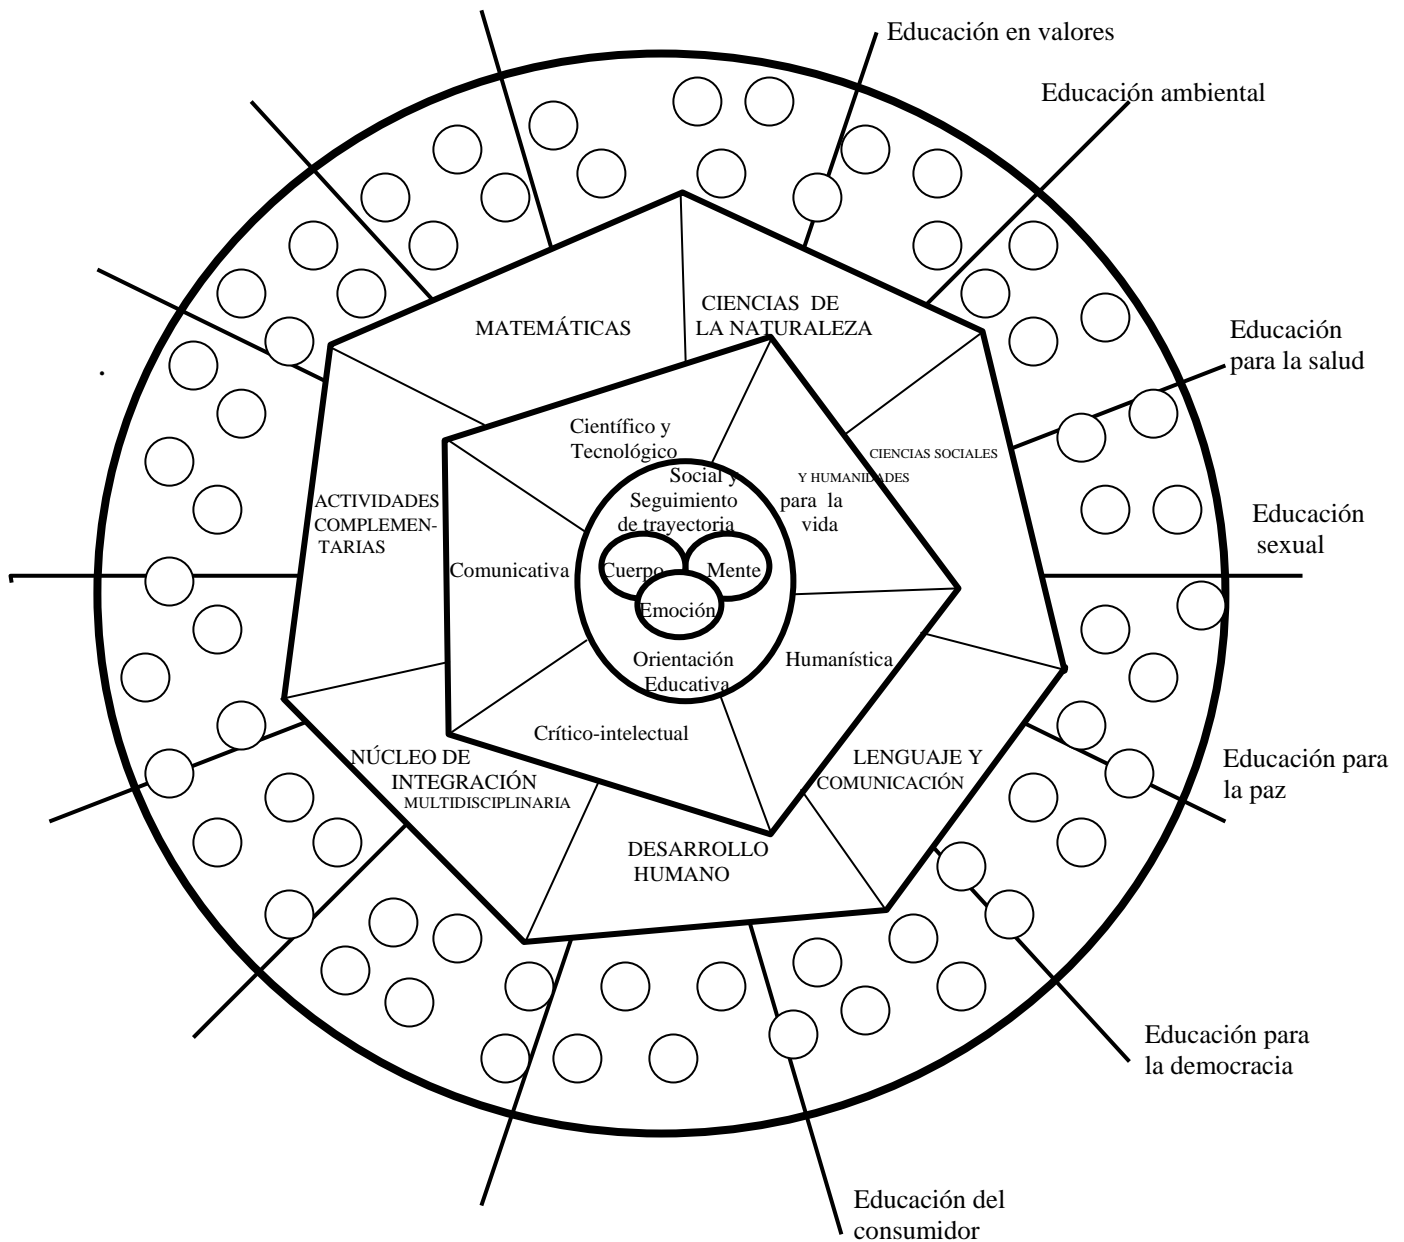 Educación en valores
Educación ambiental
Educación
para la salud
Educación
sexual
Educación para
la paz
Educación para
la democracia
Educación del
consumidor
MATEMÁTICAS
CIENCIAS DE
LA NATURALEZA
CIENCIAS SOCIALES
Y HUMANIDADES
LENGUAJE Y
COMUNICACIÓN
DESARROLLO
HUMANO
NÚCLEO DE
INTEGRACIÓN
MULTIDISCIPLINARIA
ACTIVIDADES
COMPLEMEN-
TARIAS
Científico y
Tecnológico
Social y
para la
vida
Humanística
Crítico-intelectual
Comunicativa
Seguimiento
de trayectoria
Cuerpo
Mente
Emoción
Orientación
Educativa